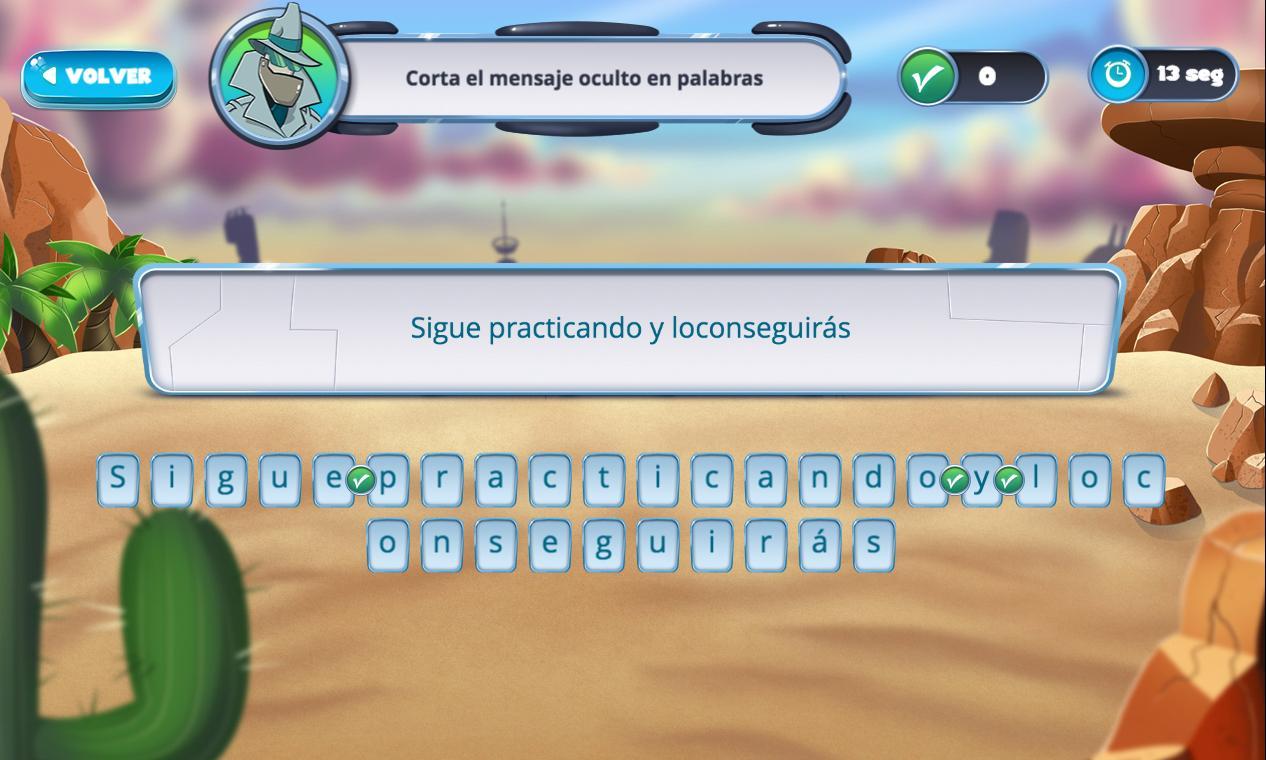 VOLVER
Corta el mensaje oculto en palabras
0
13 seg
Sigue practicando y loconseguirás
S i g u e p r a c t i c a n d o y l o c
o n s e g u i r á s